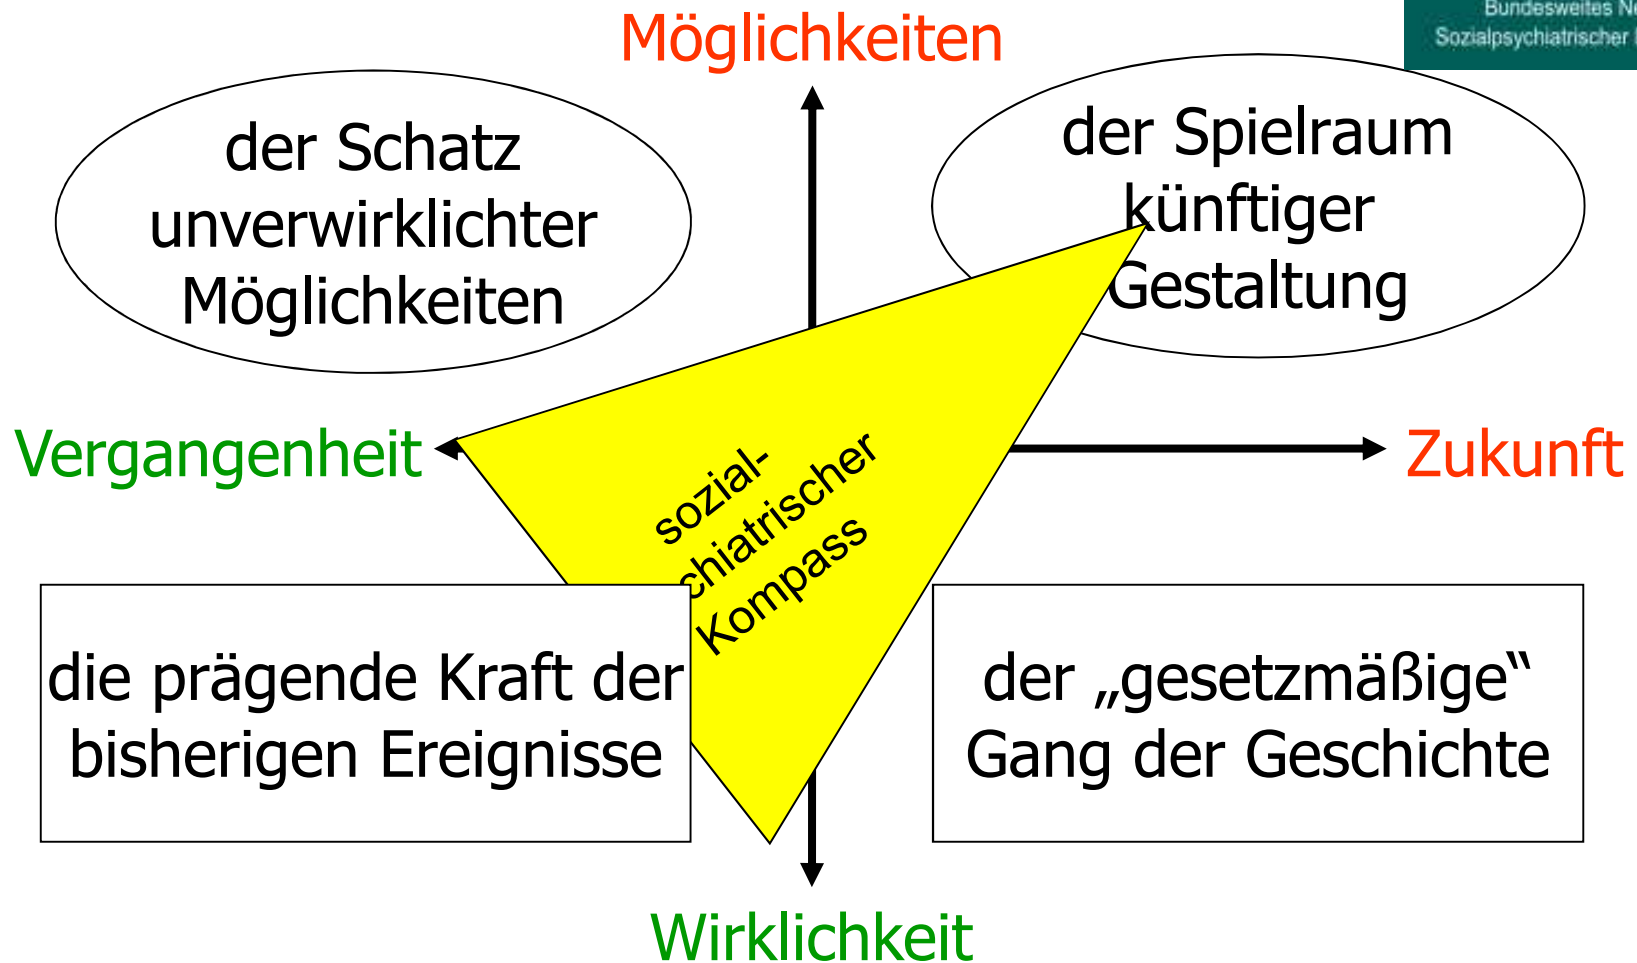 Bundesweites
Sozialpsychiatrischer
Möglichkeiten
der Schatz
unverwirklichter
Möglichkeiten
der Spielraum
künftiger
Gestaltung
Vergangenheit
Zukunft
sozial-
chiatrischer
Kompass
die prägende Kraft der
bisherigen Ereignisse
der „gesetzmäßige“
Gang der Geschichte
Wirklichkeit